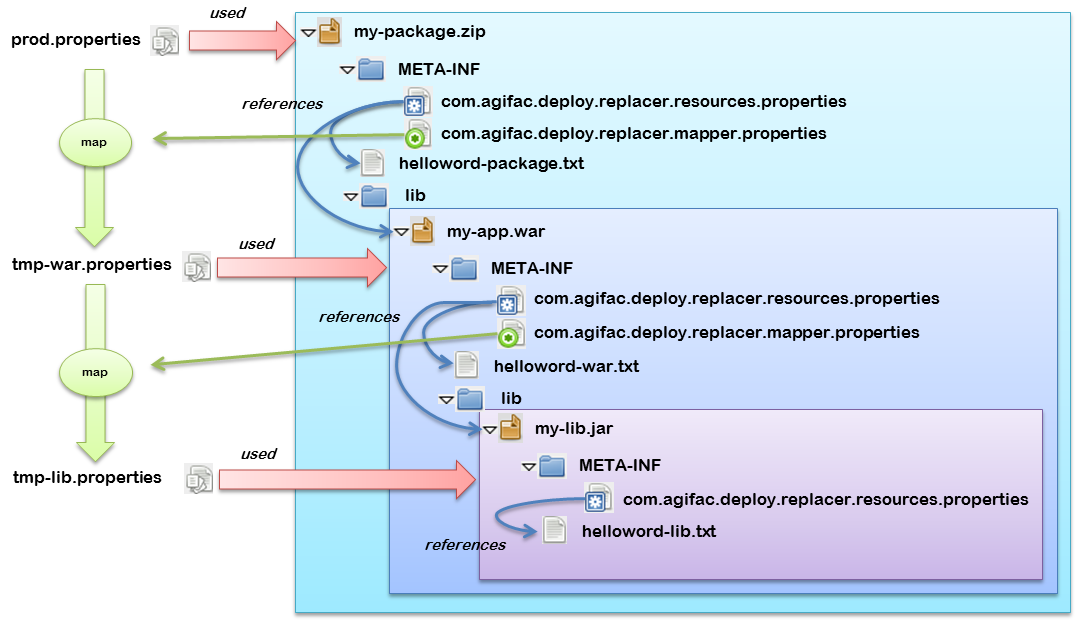 used
prod.properties
my-package.zip
META-INF
references
com.agifac.deploy.replacer.resources.properties
map
com.agifac.deploy.replacer.mapper.properties
helloword-package.txt
lib
my-app.war
used
tmp-war.properties
META-INF
com.agifac.deploy.replacer.resources.properties
references
com.agifac.deploy.replacer.mapper.properties
map
helloword-war.txt
lib
my-lib.jar
used
META-INF
tmp-lib.properties
com.agifac.deploy.replacer.resources.properties
helloword-lib.txt
references